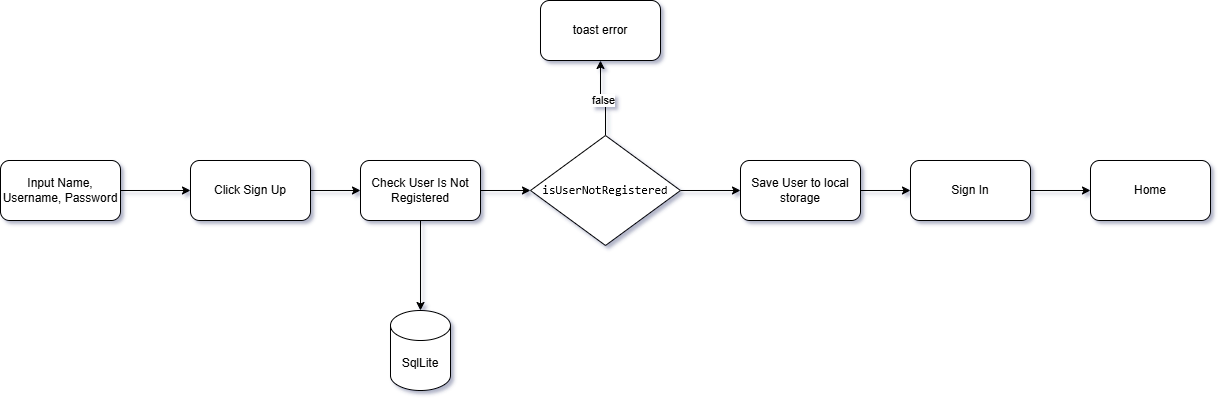 toast error
false
Input Name,
Username, Password
Click Sign Up
Check User Is Not
Registered
isUserNotRegistered
Save User to local
storage
Sign In
Home
SqlLite